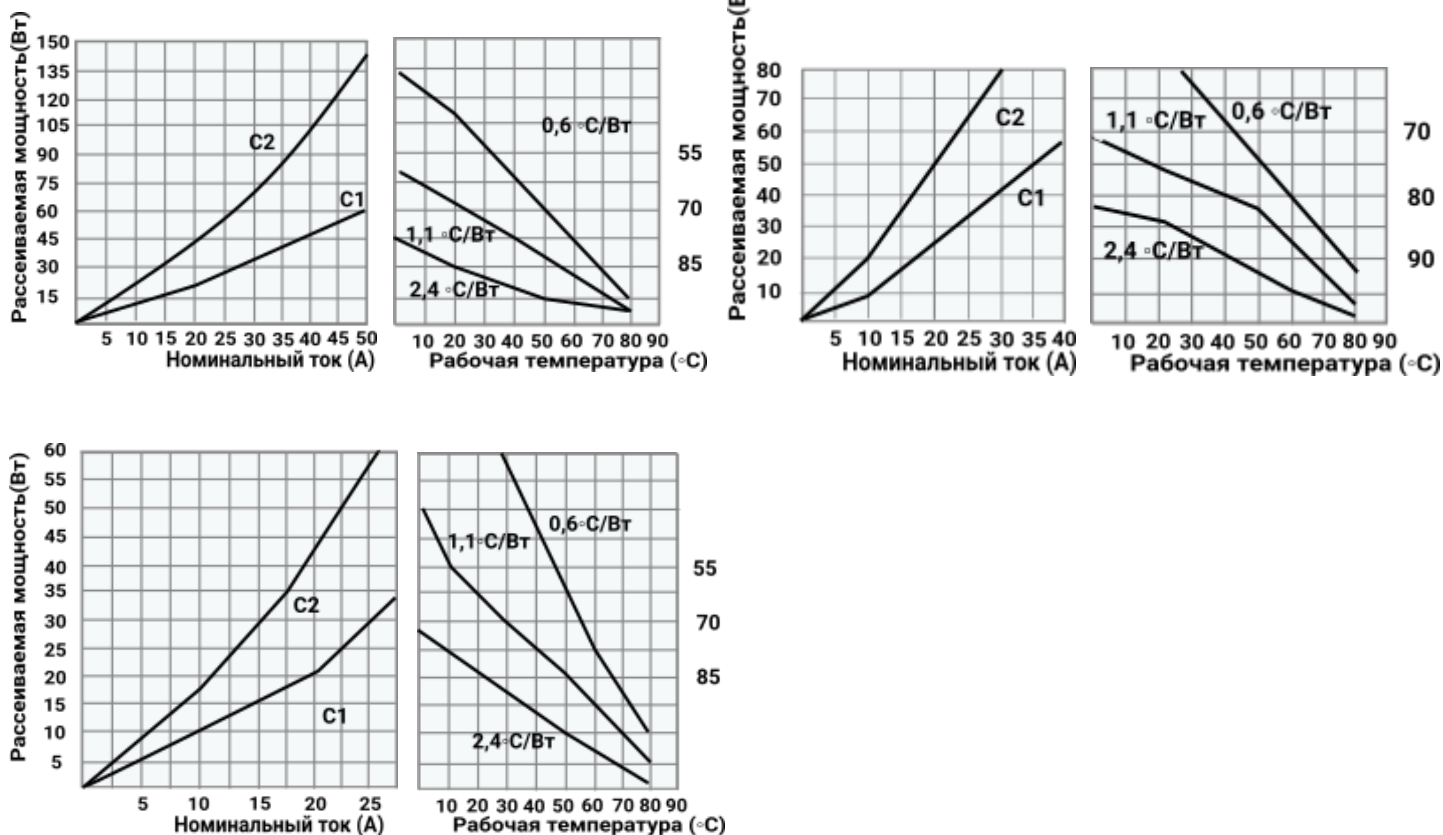 Рассеиваемая мощность(Вт)
150
135
120
105
90
75
60
45
30
15
C2
C1
5 10 15 20 25 30 35 40 45 50
Номинальный ток (А)
0,6 ◦С/Вт
1,1 ◦С/Вт
2,4 ◦С/Вт
55
70
85
10 20 30 40 50 60 70 80 90
Рабочая температура (◦С)
Рассеиваемая мощность(В
80
70
60
50
40
30
20
10
C2
C1
5 10 15 20 25 30 35 40
Номинальный ток (А)
1,1 ◦С/Вт 0,6 ◦С/Вт
2,4 ◦С/Вт
70
80
90
10 20 30 40 50 60 70 80 90
Рабочая температура (◦С)
Рассеиваемая мощность(Вт)
60
55
50
45
40
35
30
25
20
15
10
5
C2
C1
5 10 15 20 25
Номинальный ток (А)
0,6◦С/Вт
1,1◦С/Вт
2,4◦С/Вт
55
70
85
10 20 30 40 50 60 70 80 90
Рабочая температура (◦С)